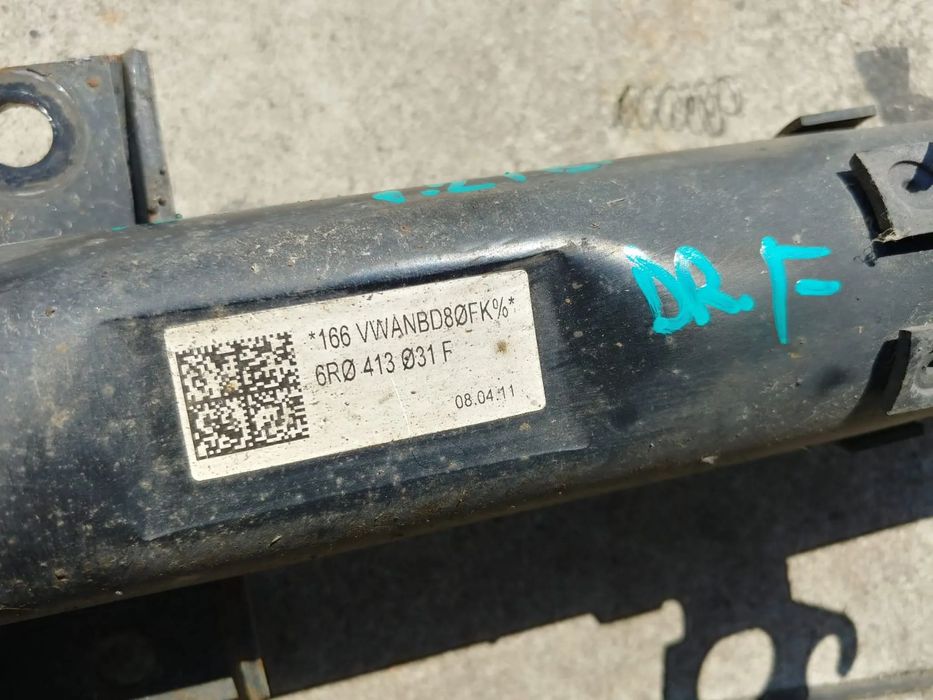 *166 VWANBD8ØFK%*
6RØ 413 Ø31 F
08.04.11
DR. F